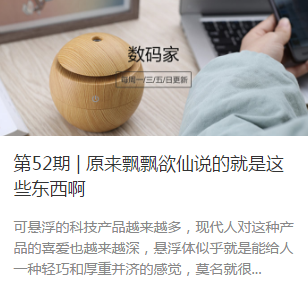 数码家
每周一/三/五/日更新
第52期 | 原来飘飘欲仙说的就是这
些东西啊
可悬浮的科技产品越来越多，现代人对这种产
品的喜爱也越来越深，悬浮体似乎就是能给人
一种轻巧和厚重并济的感觉，莫名就很...